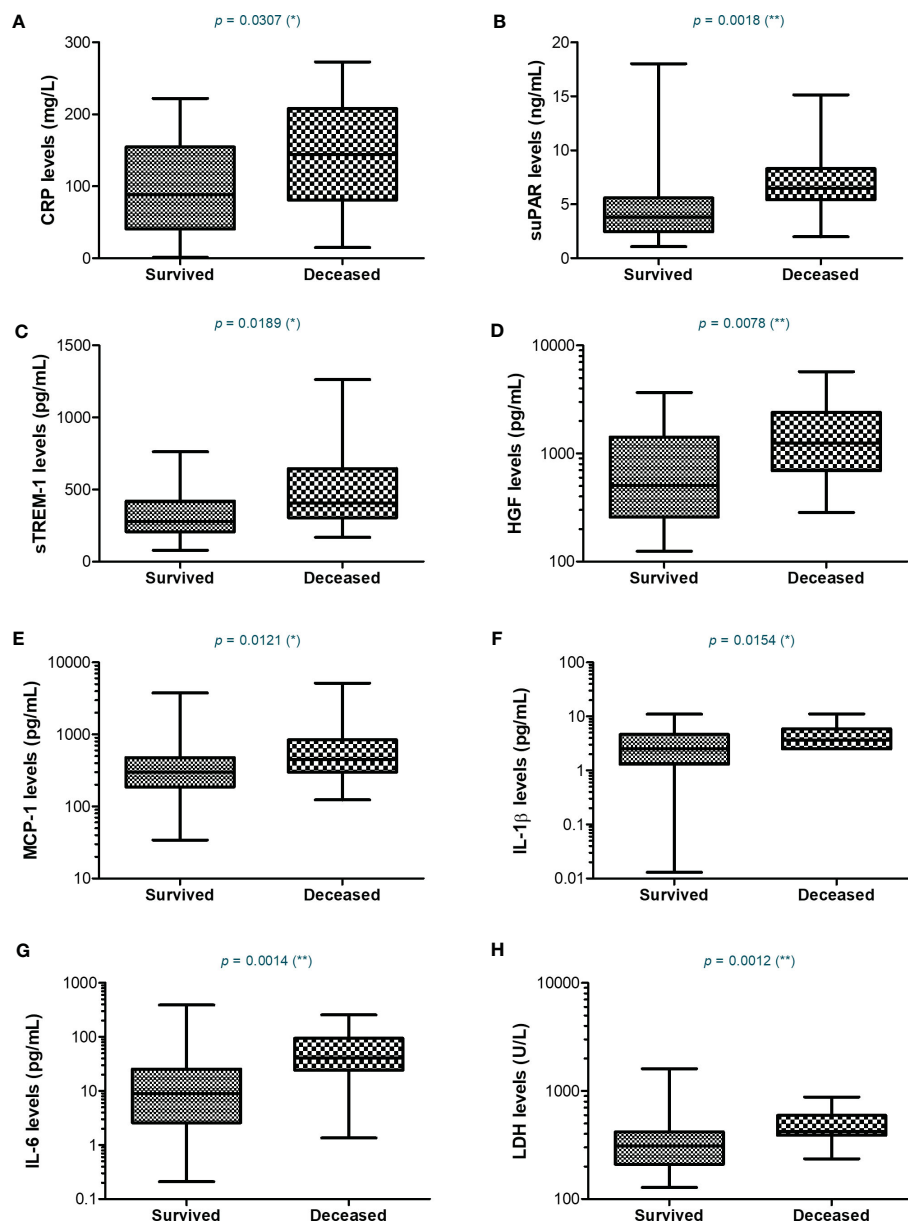 A
p = 0.0307 (*)
CRP levels (mg/L)
300
200
100
0
Survived
Deceased
B
p = 0.0018 (**)
suPAR levels (ng/mL)
20
15
10
5
0
Survived
Deceased
C
p = 0.0189 (*)
sTREM-1 levels (pg/mL)
1500
1000
500
0
Survived
Deceased
D
p = 0.0078 (**)
HGF levels (pg/mL)
10000
1000
100
Survived
Deceased
E
p = 0.0121 (*)
MCP-1 levels (pg/mL)
10000
1000
100
10
Survived
Deceased
F
p = 0.0154 (*)
IL-1β levels (pg/mL)
100
10
1
0.1
0.01
Survived
Deceased
G
p = 0.0014 (**)
IL-6 levels (pg/mL)
1000
100
10
1
0.1
Survived
Deceased
H
p = 0.0012 (**)
LDH levels (U/L)
10000
1000
100
Survived
Deceased